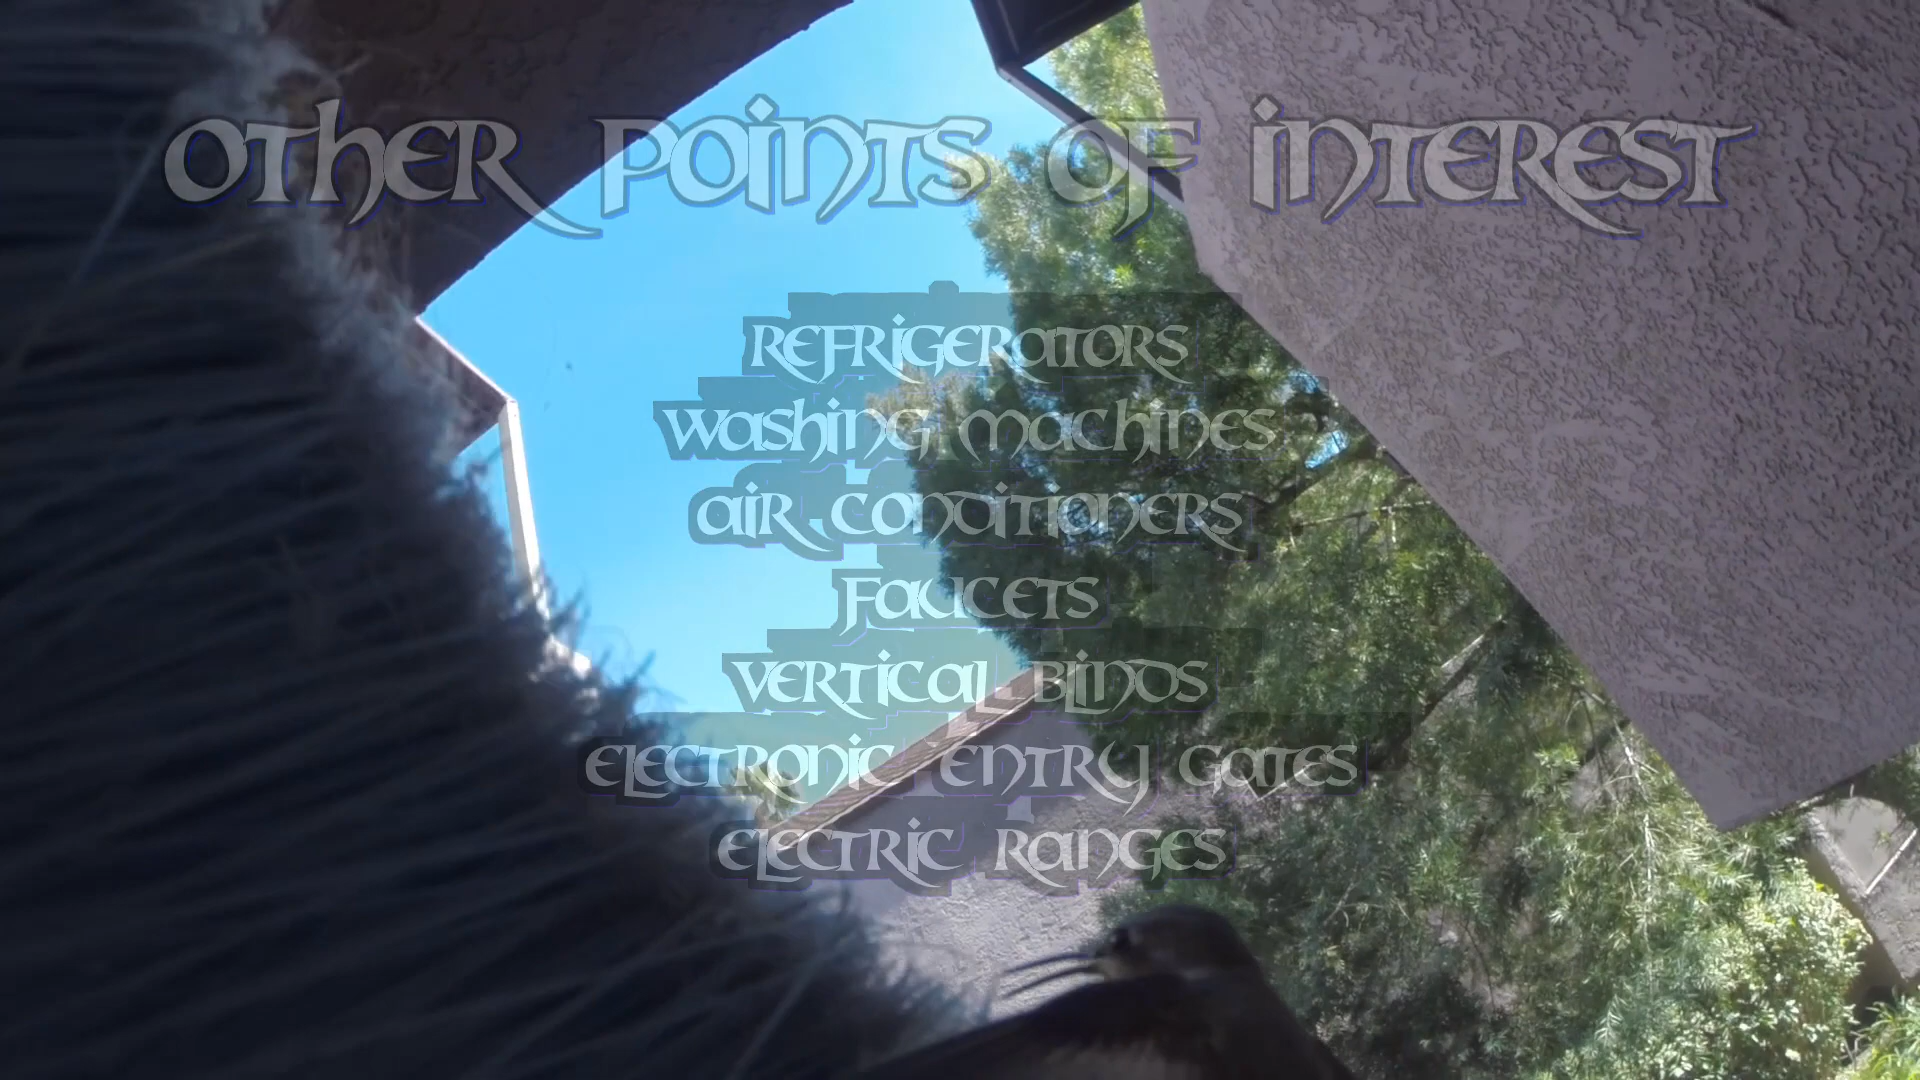 OTHER POINTS OF INTEREST
REFRIGERATORS
WASHING MACHINES
AIR CONDITIONERS
FAUCETS
VERTICAL BLINDS
ELECTRONIC ENTRY GATES
ELECTRIC RANGES